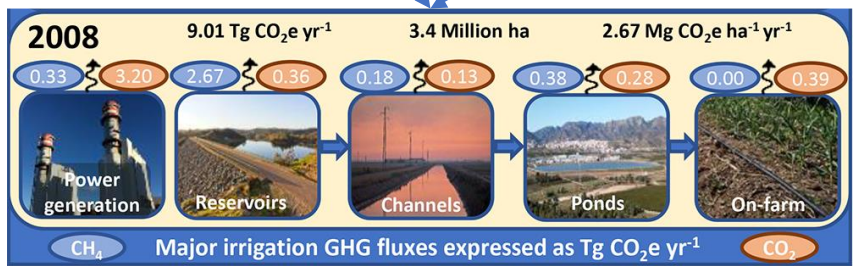 2008
9.01 Tg CO₂e yr⁻¹
3.4 Million ha
2.67 Mg CO₂e ha⁻¹ yr⁻¹
0.33
3.20
2.67
0.36
0.18
0.13
0.38
0.28
0.00
0.39
Power
generation
Reservoirs
Channels
Ponds
On-farm
CH₄
Major irrigation GHG fluxes expressed as Tg CO₂e yr⁻¹
CO₂